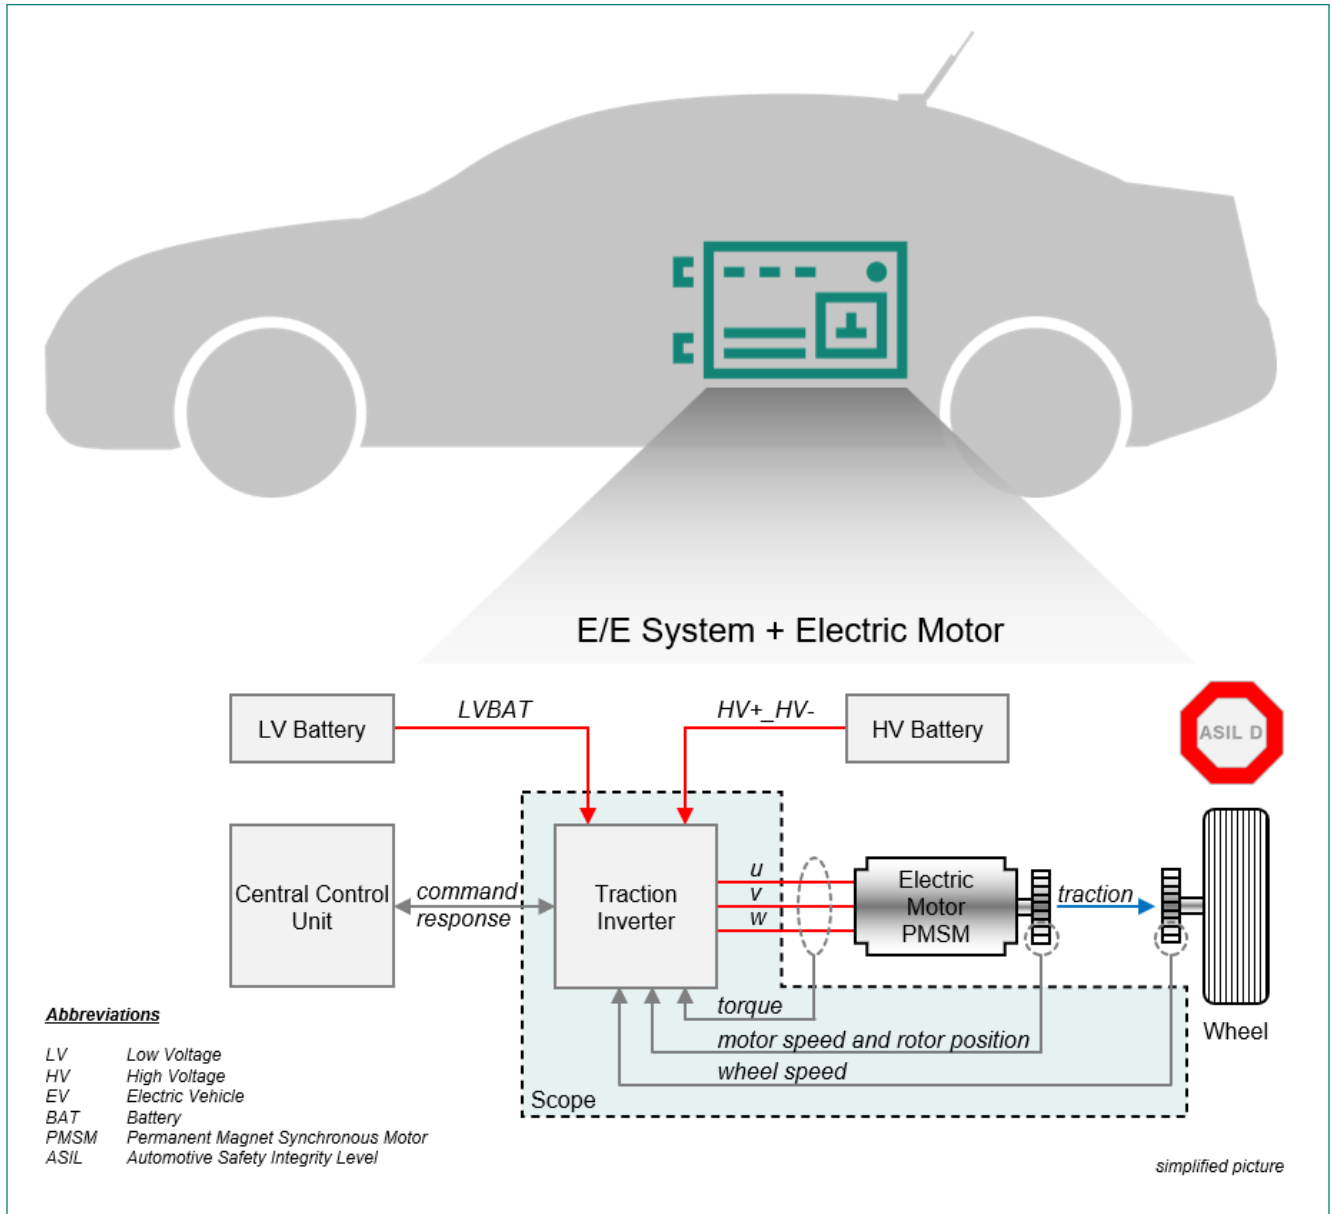 E/E System + Electric Motor
LV Battery
LVBAT
HV+_HV-
HV Battery
ASIL D
Central Control
Unit
command
response
Traction
Inverter
u
v
w
Electric
Motor
PMSM
traction
torque
motor speed and rotor position
wheel speed
Scope
Wheel
Abbreviations
LV Low Voltage
HV High Voltage
EV Electric Vehicle
BAT Battery
PMSM Permanent Magnet Synchronous Motor
ASIL Automotive Safety Integrity Level
simplified picture